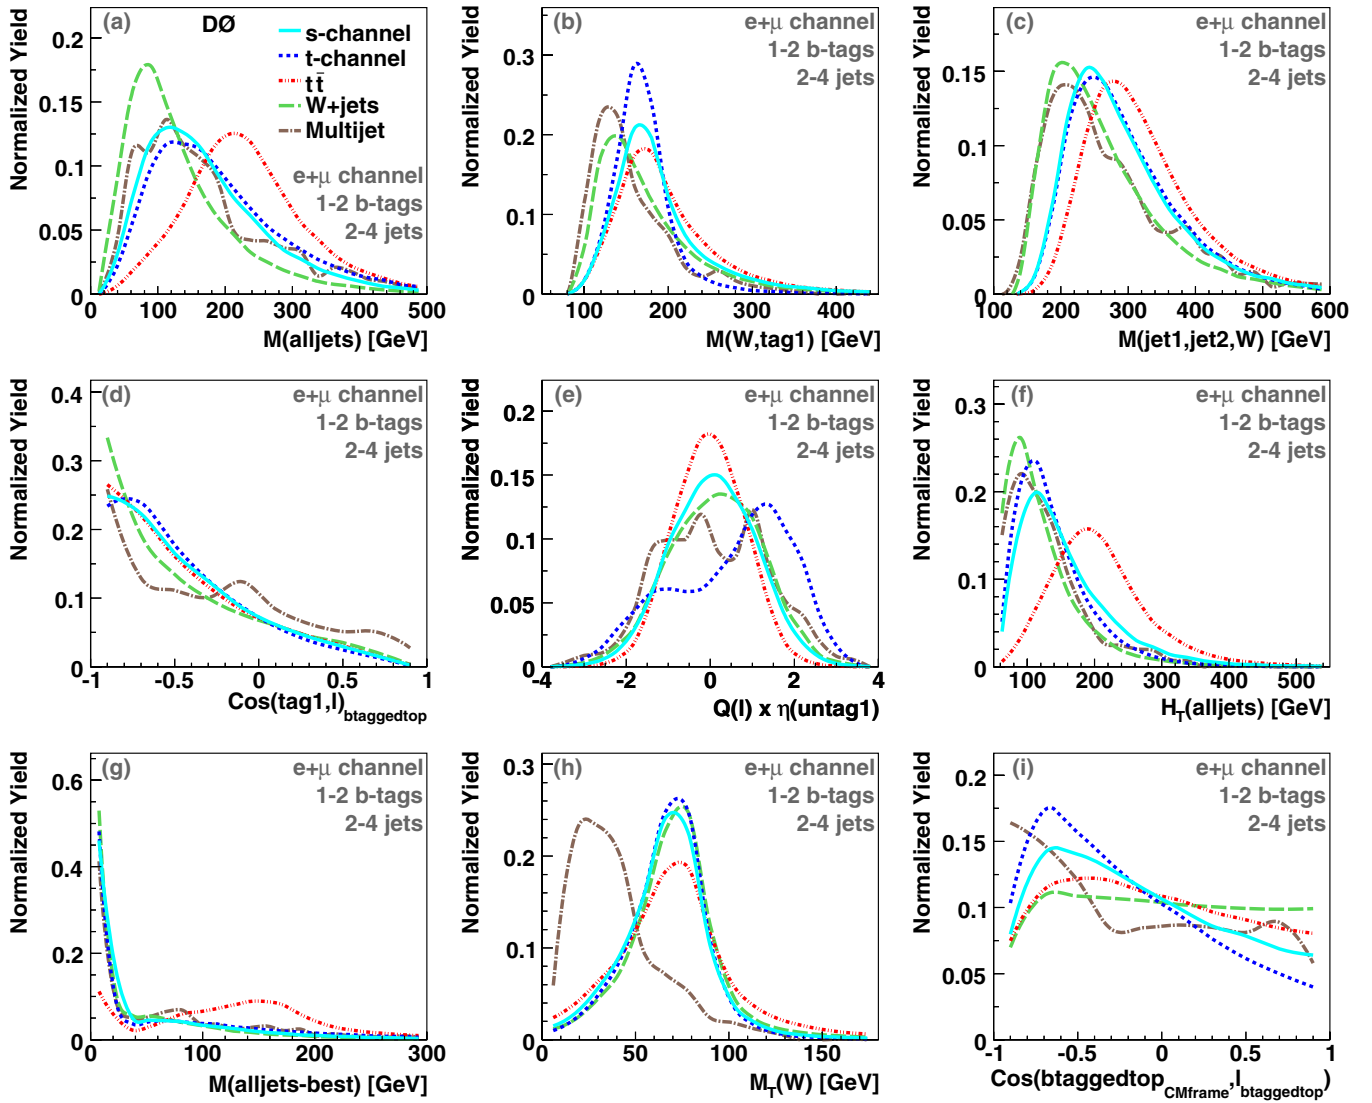 (a)
DØ
s-channel
t-channel
tt̄
W+jets
Multijet
e+μ channel
1-2 b-tags
2-4 jets
Normalized Yield
0.2
0.15
0.1
0.05
0
0 100 200 300 400 500
M(alljets) [GeV]
(b)
e+μ channel
1-2 b-tags
2-4 jets
Normalized Yield
0.3
0.2
0.1
0
100 200 300 400
M(W,tag1) [GeV]
(c)
e+μ channel
1-2 b-tags
2-4 jets
Normalized Yield
0.15
0.1
0.05
0
100 200 300 400 500 600
M(jet1,jet2,W) [GeV]
(d)
e+μ channel
1-2 b-tags
2-4 jets
Normalized Yield
0.4
0.3
0.2
0.1
0
-1 -0.5 0 0.5 1
Cos(tag1,l)btaggedtop
(e)
e+μ channel
1-2 b-tags
2-4 jets
Normalized Yield
0.2
0.15
0.1
0.05
0
-4 -2 0 2 4
Q(l) x η(untag1)
(f)
e+μ channel
1-2 b-tags
2-4 jets
Normalized Yield
0.3
0.2
0.1
0
100 200 300 400 500
HT(alljets) [GeV]
(g)
e+μ channel
1-2 b-tags
2-4 jets
Normalized Yield
0.6
0.4
0.2
0.0
0 100 200 300
M(alljets-best) [GeV]
(h)
e+μ channel
1-2 b-tags
2-4 jets
Normalized Yield
0.3
0.2
0.1
0
0 50 100 150
MT(W) [GeV]
(i)
e+μ channel
1-2 b-tags
2-4 jets
Normalized Yield
0.2
0.15
0.1
0.05
0
-1 -0.5 0 0.5 1
Cos(btaggedtopCMframe,lbtaggedtop)